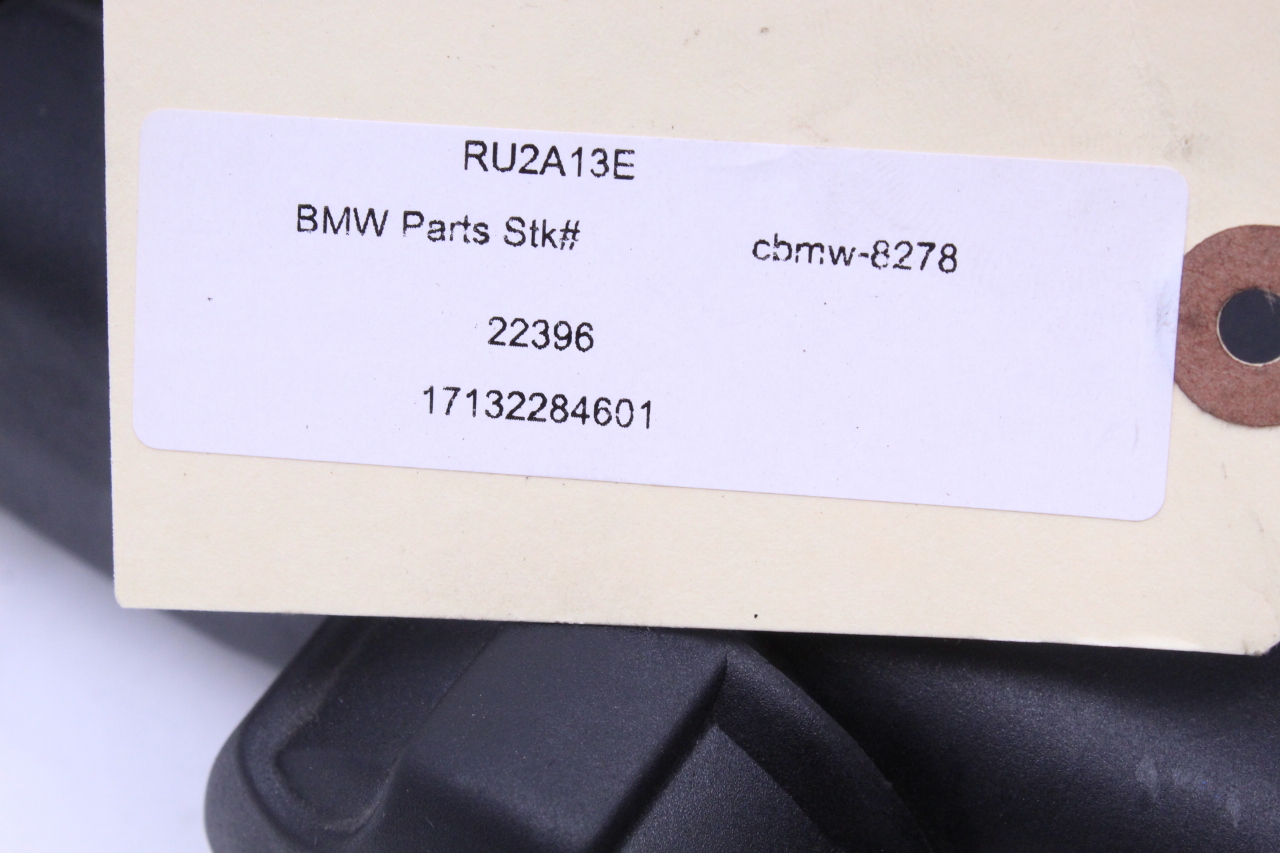 RU2A13E
BMW Parts Stk# cbmw-8278
22396
17132284601